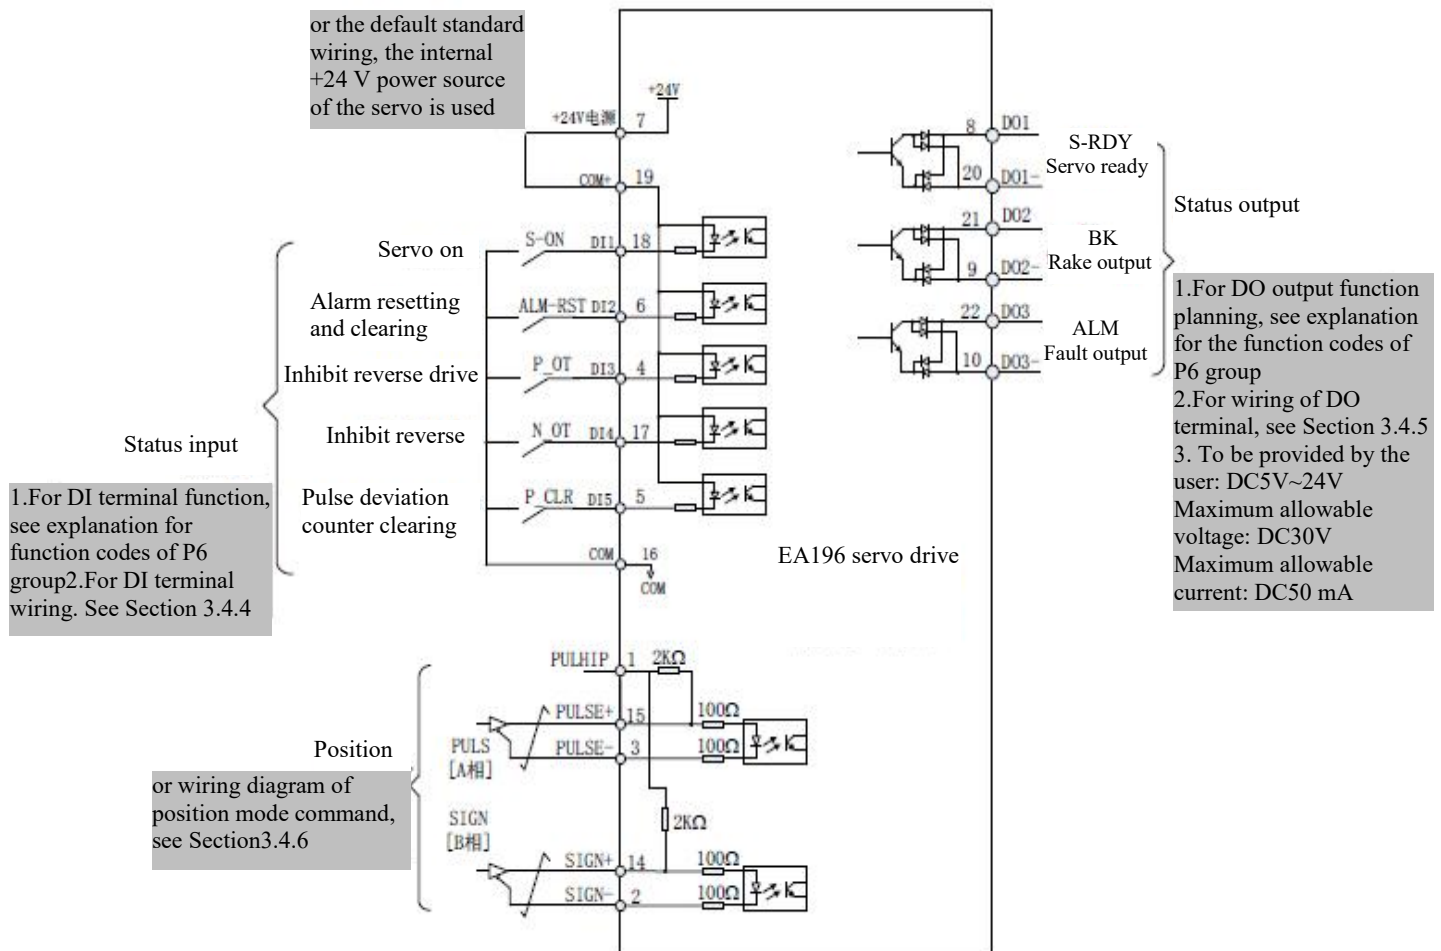 or the default standard
wiring, the internal
+24 V power source
of the servo is used
+24V
+24V电源 7
COM+ 19
Servo on
S-ON DI1 18
Alarm resetting
and clearing
ALM-RST DI2 6
Inhibit reverse drive
P_OT DI3 4
Inhibit reverse
N_OT DI4 17
Pulse deviation
counter clearing
P_CLR DI5 5
COM 16
COM
Status input
1.For DI terminal function,
see explanation for
function codes of P6
group2.For DI terminal
wiring. See Section 3.4.4
8 DO1
20 DO1-
S-RDY
Servo ready
21 DO2
9 DO2-
BK
Rake output
22 DO3
10 DO3-
ALM
Fault output
Status output
1.For DO output function
planning, see explanation
for the function codes of
P6 group
2.For wiring of DO
terminal, see Section 3.4.5
3. To be provided by the
user: DC5V~24V
Maximum allowable
voltage: DC30V
Maximum allowable
current: DC50 mA
EA196 servo drive
PULHIP 1 2KΩ
PULSE+ 15 100Ω
PULSE- 3 100Ω
PULS
[A相]
Position
or wiring diagram of
position mode command,
see Section3.4.6
SIGN
[B相]
2KΩ
SIGN+ 14 100Ω
SIGN- 2 100Ω